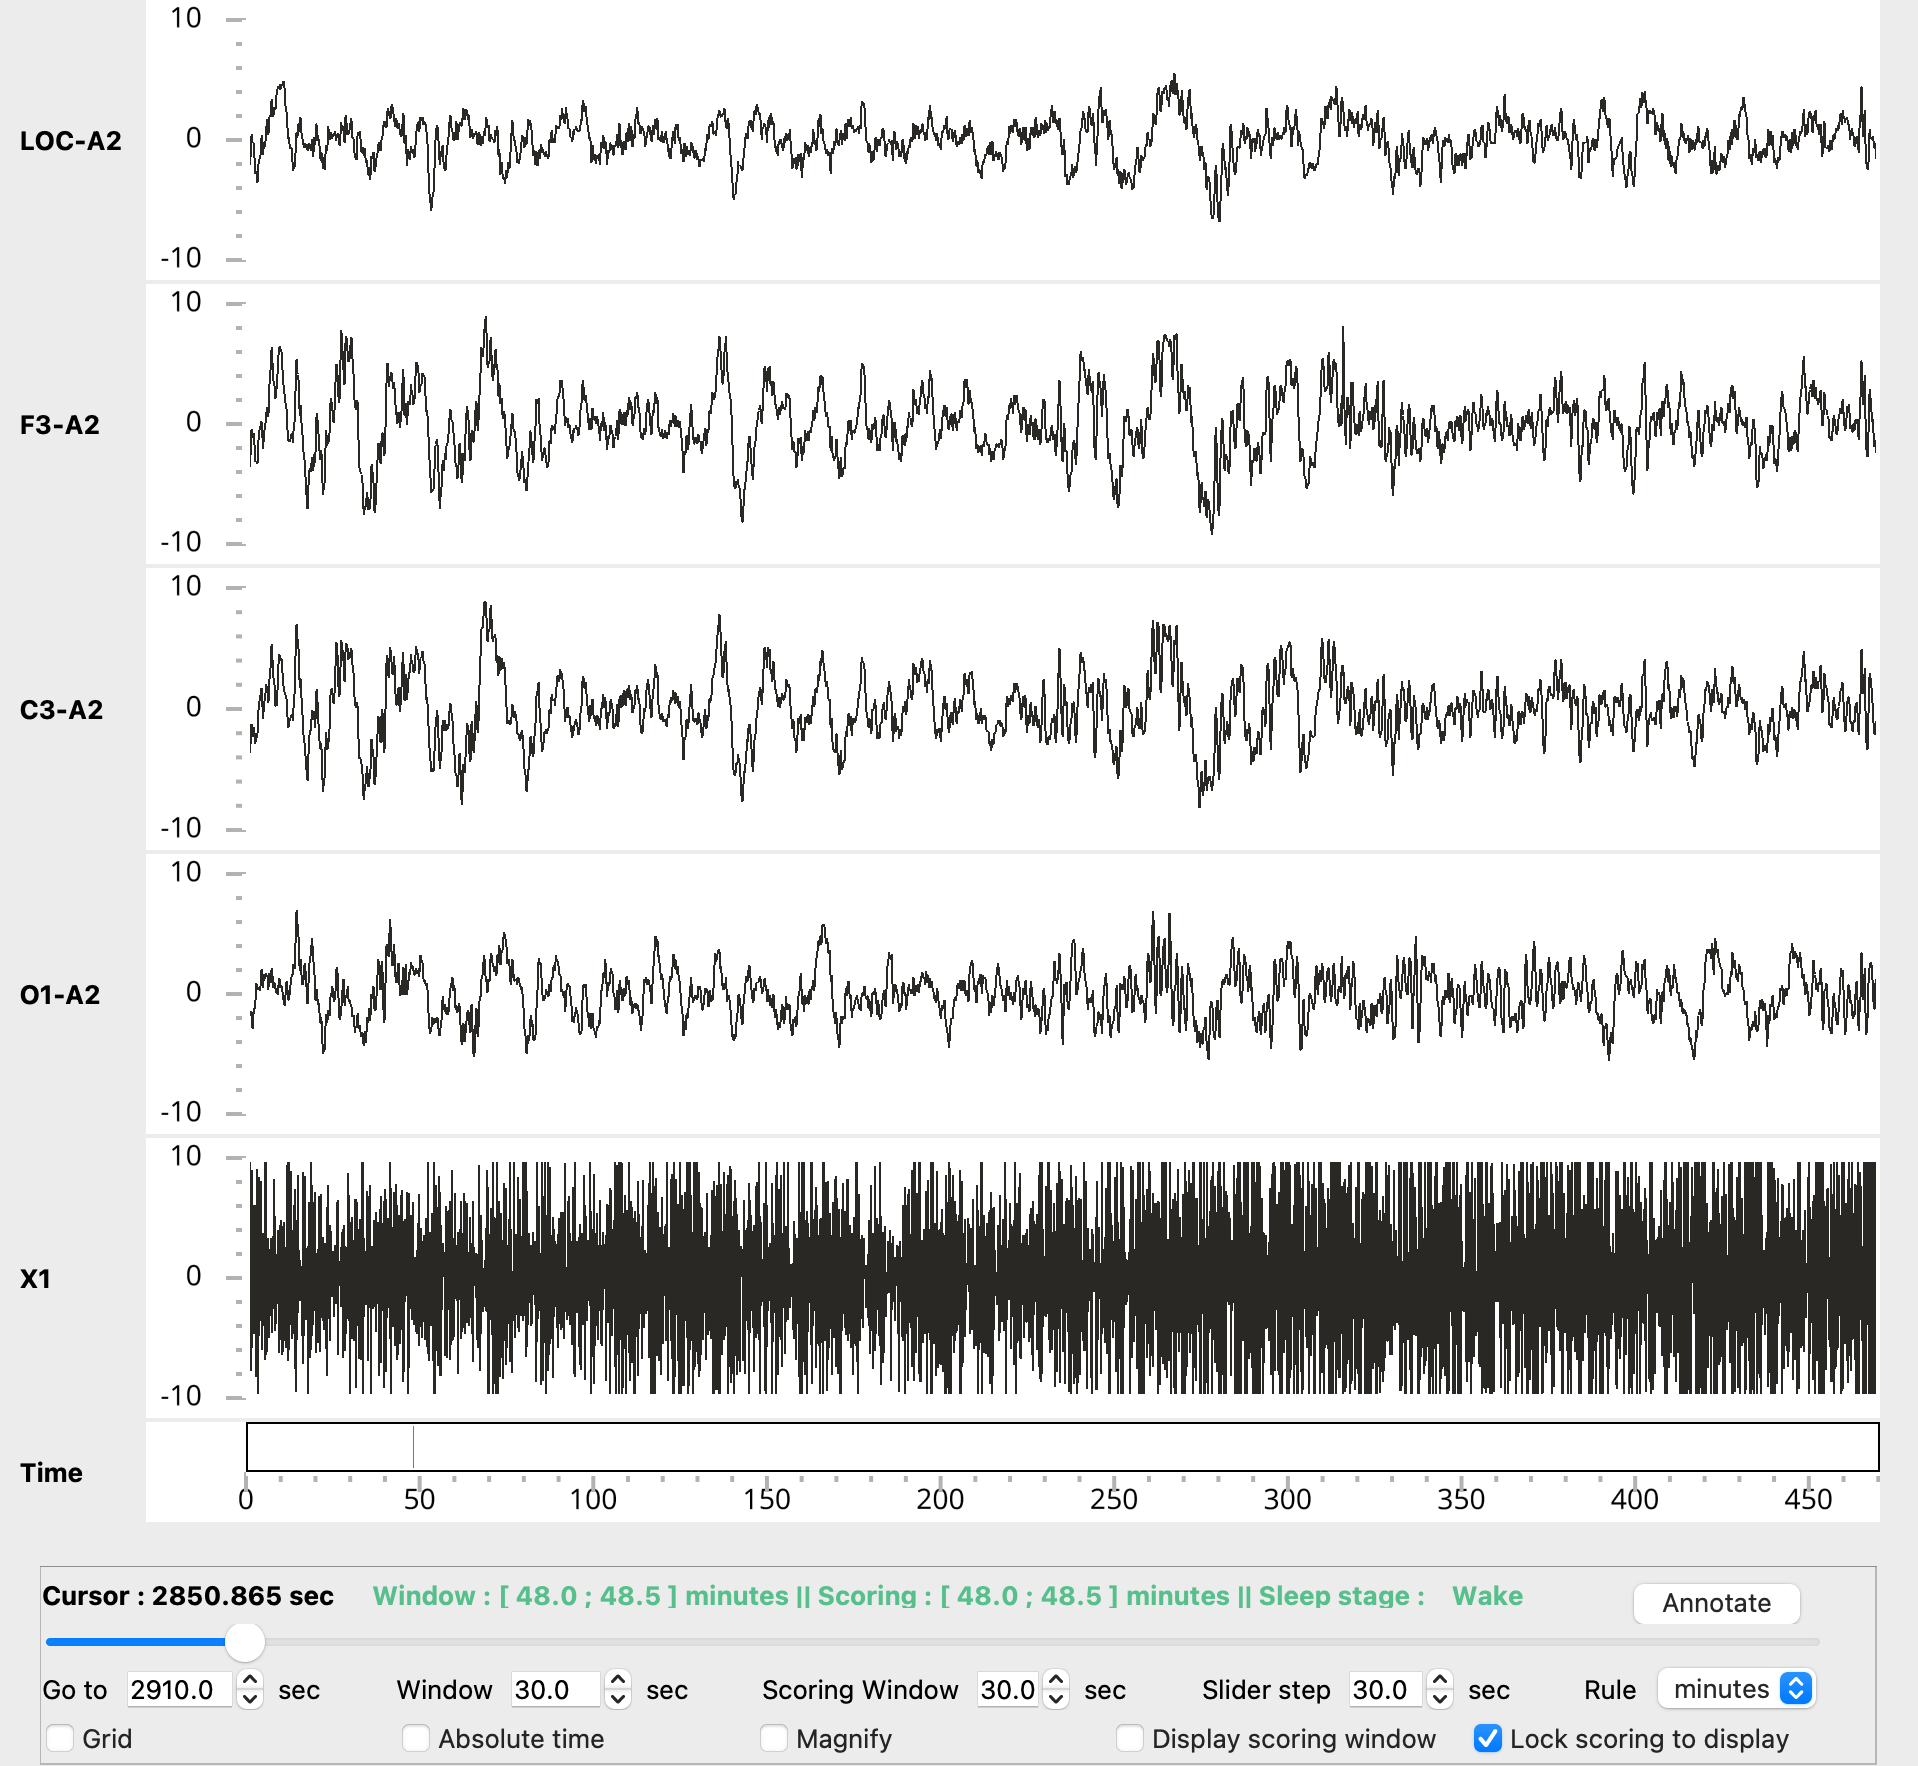 10
LOC-A2
0
-10
10
F3-A2
0
-10
10
C3-A2
0
-10
10
O1-A2
0
-10
10
X1
0
-10
Time
0 50 100 150 200 250 300 350 400 450
Cursor : 2850.865 sec Window : [ 48.0 ; 48.5 ] minutes || Scoring : [ 48.0 ; 48.5 ] minutes || Sleep stage : Wake Annotate
Go to 2910.0 sec Window 30.0 sec Scoring Window 30.0 sec Slider step 30.0 sec Rule minutes
Grid Absolute time Magnify Display scoring window Lock scoring to display